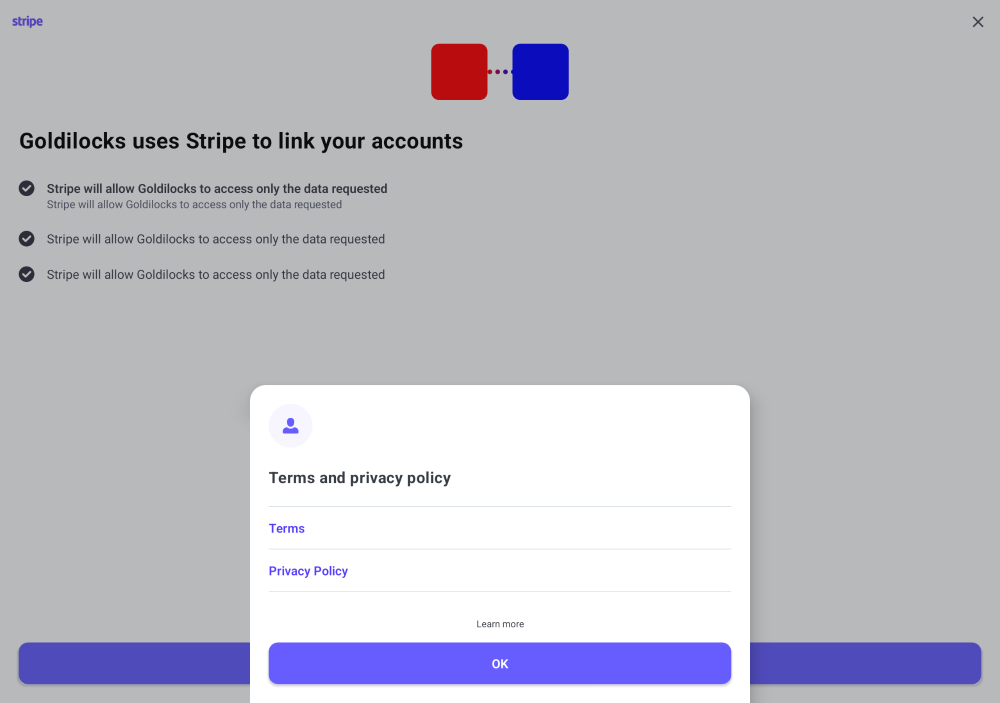 stripe
Goldilocks uses Stripe to link your accounts
Stripe will allow Goldilocks to access only the data requested
Stripe will allow Goldilocks to access only the data requested
Stripe will allow Goldilocks to access only the data requested
Stripe will allow Goldilocks to access only the data requested
Terms and privacy policy
Terms
Privacy Policy
Learn more
OK